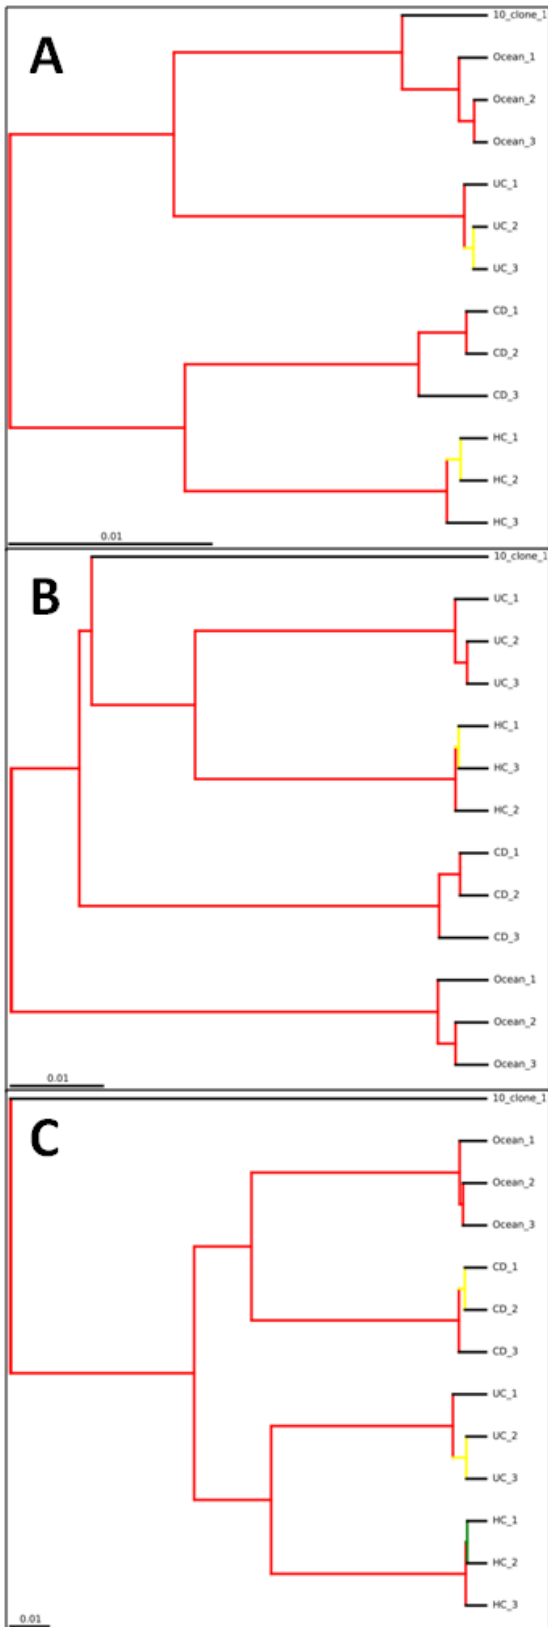 A
10_clone_1
Ocean_1
Ocean_2
Ocean_3
UC_1
UC_2
UC_3
CD_1
CD_2
CD_3
HC_1
HC_2
HC_3
0.01
B
10_clone_1
UC_1
UC_2
UC_3
HC_1
HC_3
HC_2
CD_1
CD_2
CD_3
Ocean_1
Ocean_2
Ocean_3
0.01
C
10_clone_1
Ocean_1
Ocean_2
Ocean_3
CD_1
CD_2
CD_3
UC_1
UC_2
UC_3
HC_1
HC_2
HC_3
0.01